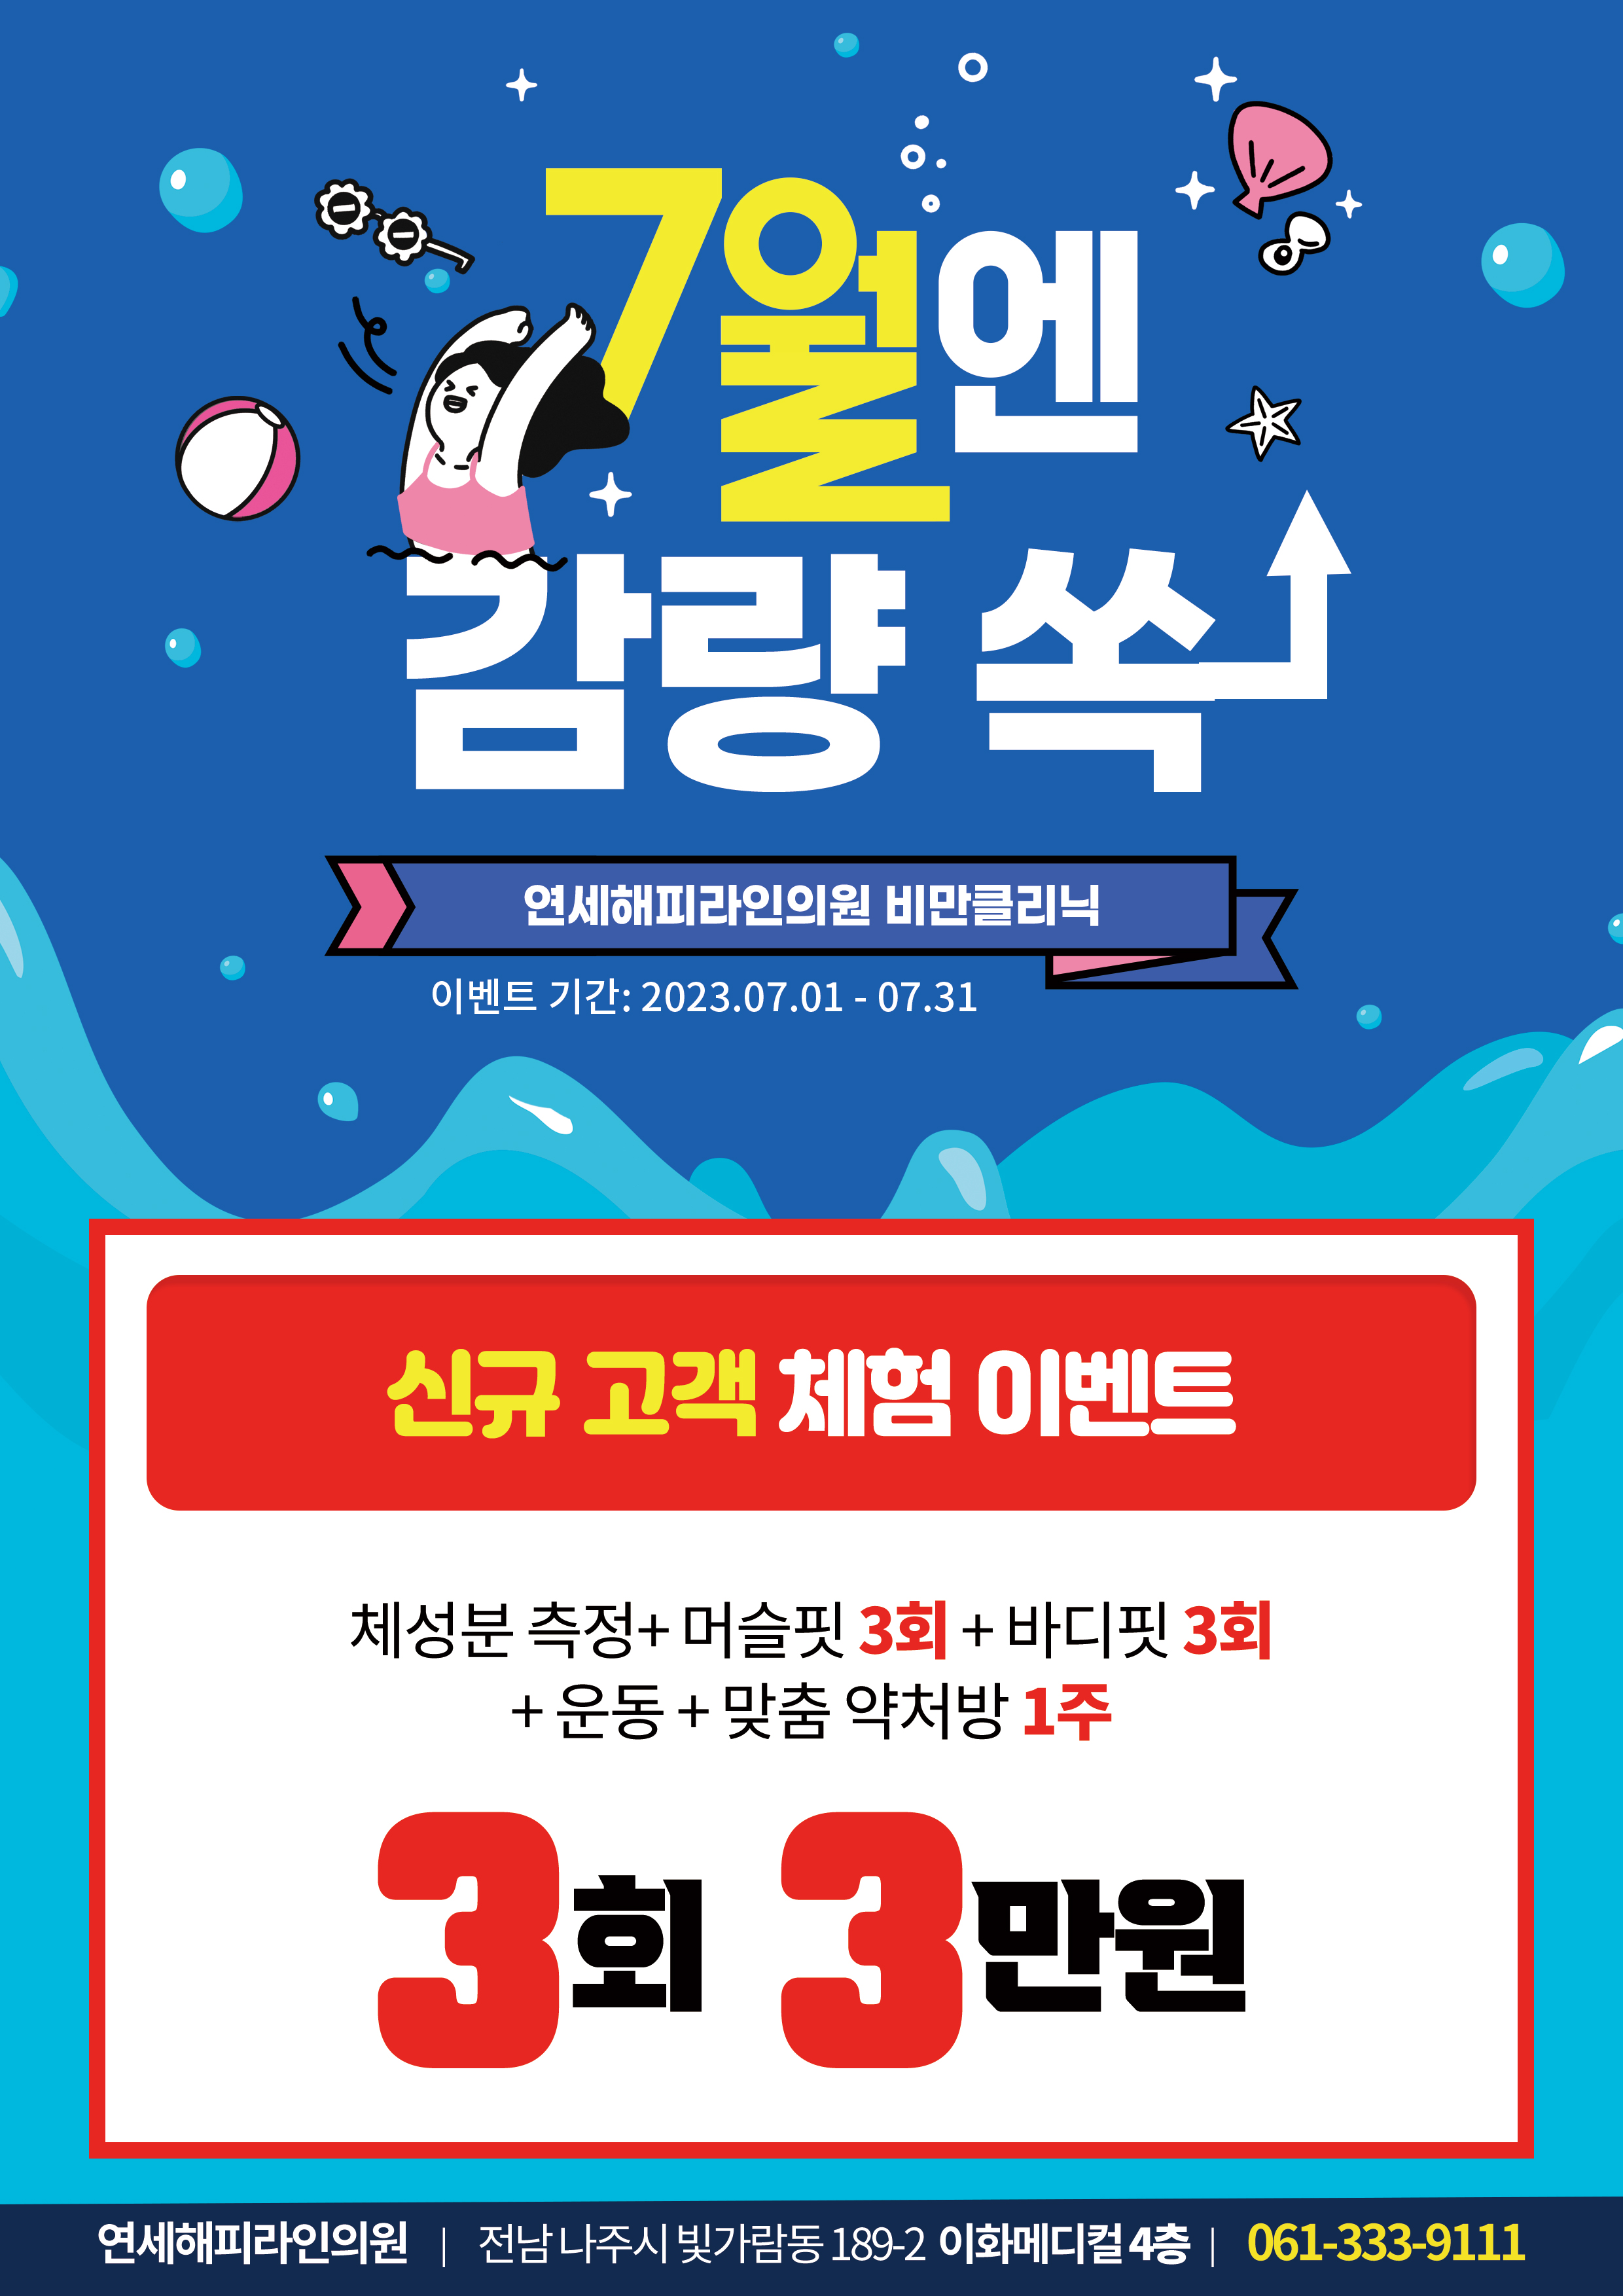 7월엔
감량 쏙
연세해피라인의원 비만클리닉
이벤트 기간: 2023.07.01 - 07.31
신규 고객 체험 이벤트
체성분 측정+ 머슬핏 3회 + 바디핏 3회
+ 운동 + 맞춤 약처방 1주
3회 3만원
연세해피라인의원 | 전남 나주시 빛가람동 189-2 이화메디컬 4층 | 061-333-9111